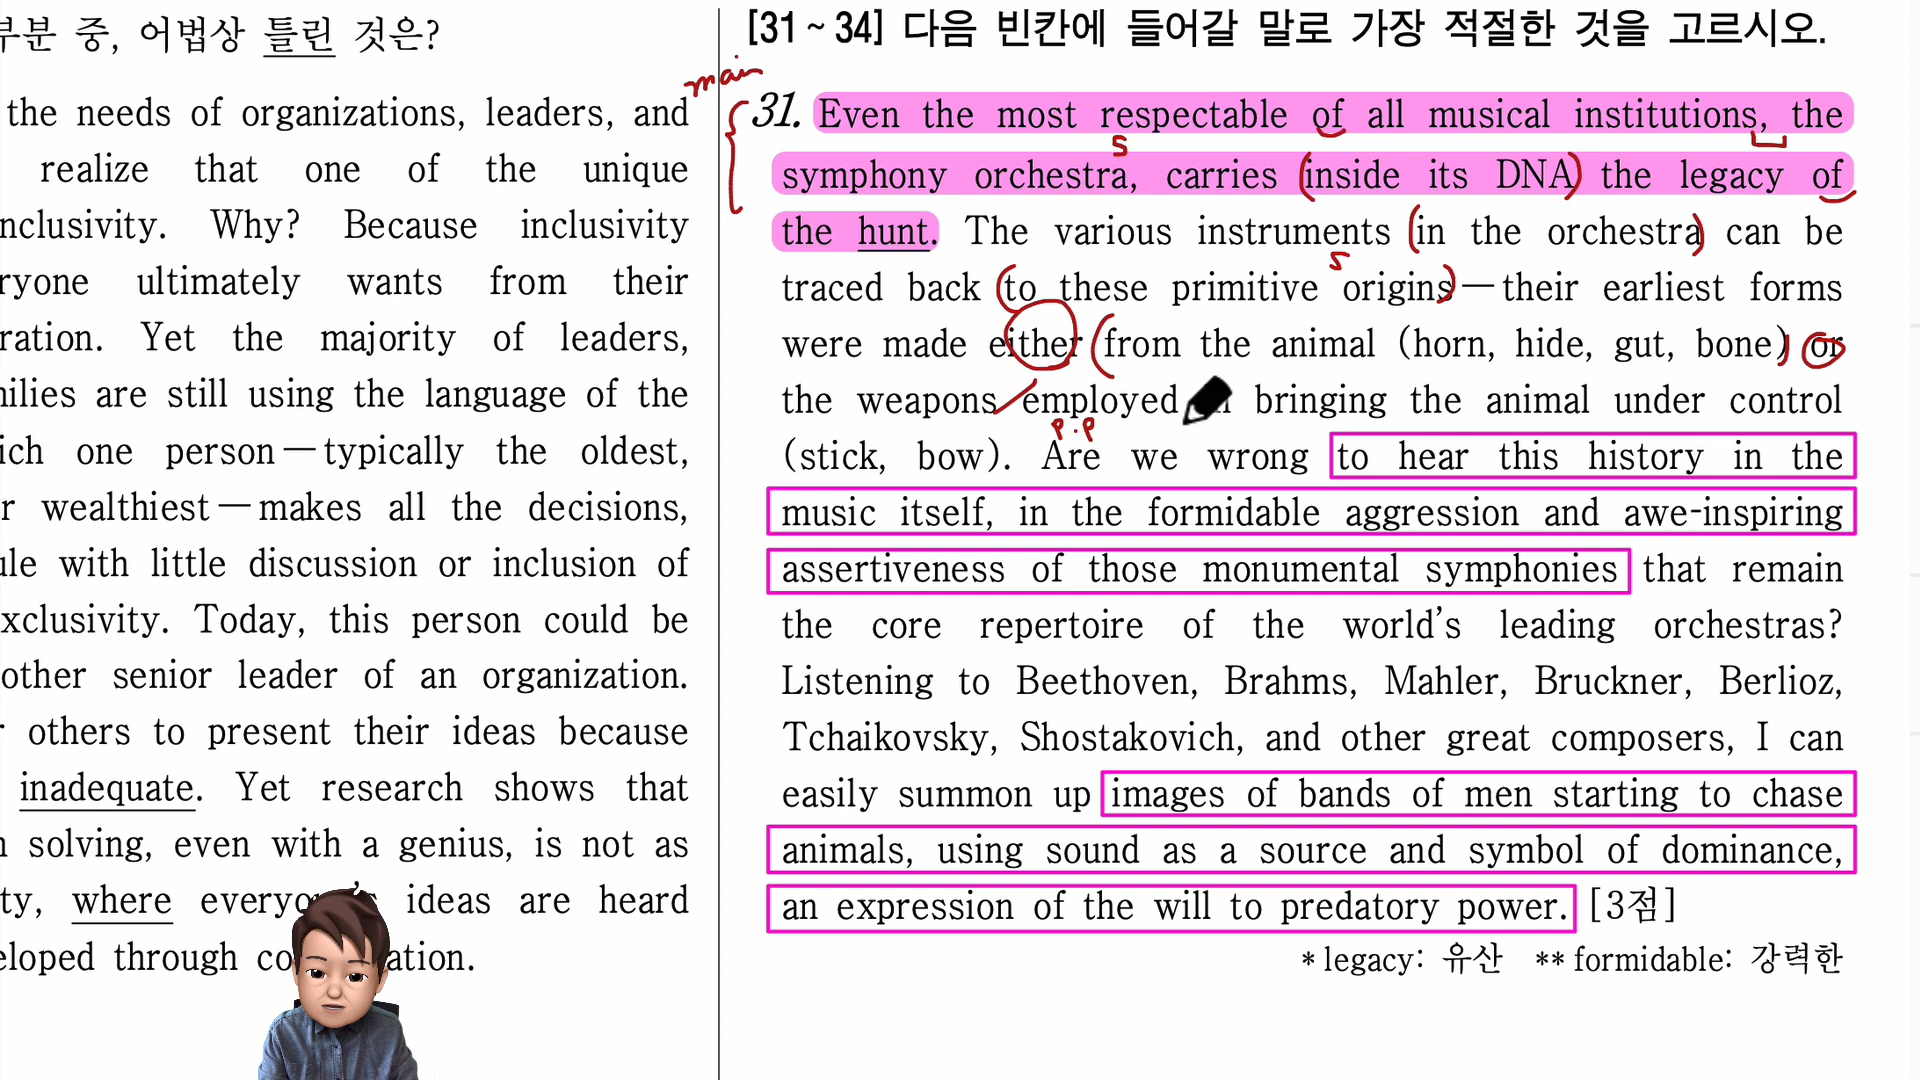 부분 중, 어법상 틀린 것은?
the needs of organizations, leaders, and
realize that one of the unique
nclusivity. Why? Because inclusivity
ryone ultimately wants from their
ration. Yet the majority of leaders,
nilies are still using the language of the
ich one person—typically the oldest,
r wealthiest—makes all the decisions,
ule with little discussion or inclusion of
xclusivity. Today, this person could be
other senior leader of an organization.
r others to present their ideas because
inadequate. Yet research shows that
n solving, even with a genius, is not as
ty, where ideas are heard
eloped through
[31~34] 다음 빈칸에 들어갈 말로 가장 적절한 것을 고르시오.
main
31. Even the most respectable of all musical institutions, the
s
symphony orchestra, carries (inside its DNA) the legacy of
the hunt. The various instruments (in the orchestra) can be
s
traced back (to these primitive origins)—their earliest forms
were made either (from the animal (horn, hide, gut, bone) or
the weapons employed bringing the animal under control
p.p
(stick, bow). Are we wrong to hear this history in the
music itself, in the formidable aggression and awe-inspiring
assertiveness of those monumental symphonies that remain
the core repertoire of the world's leading orchestras?
Listening to Beethoven, Brahms, Mahler, Bruckner, Berlioz,
Tchaikovsky, Shostakovich, and other great composers, I can
easily summon up images of bands of men starting to chase
animals, using sound as a source and symbol of dominance,
an expression of the will to predatory power. [3점]
* legacy: 유산 ** formidable: 강력한